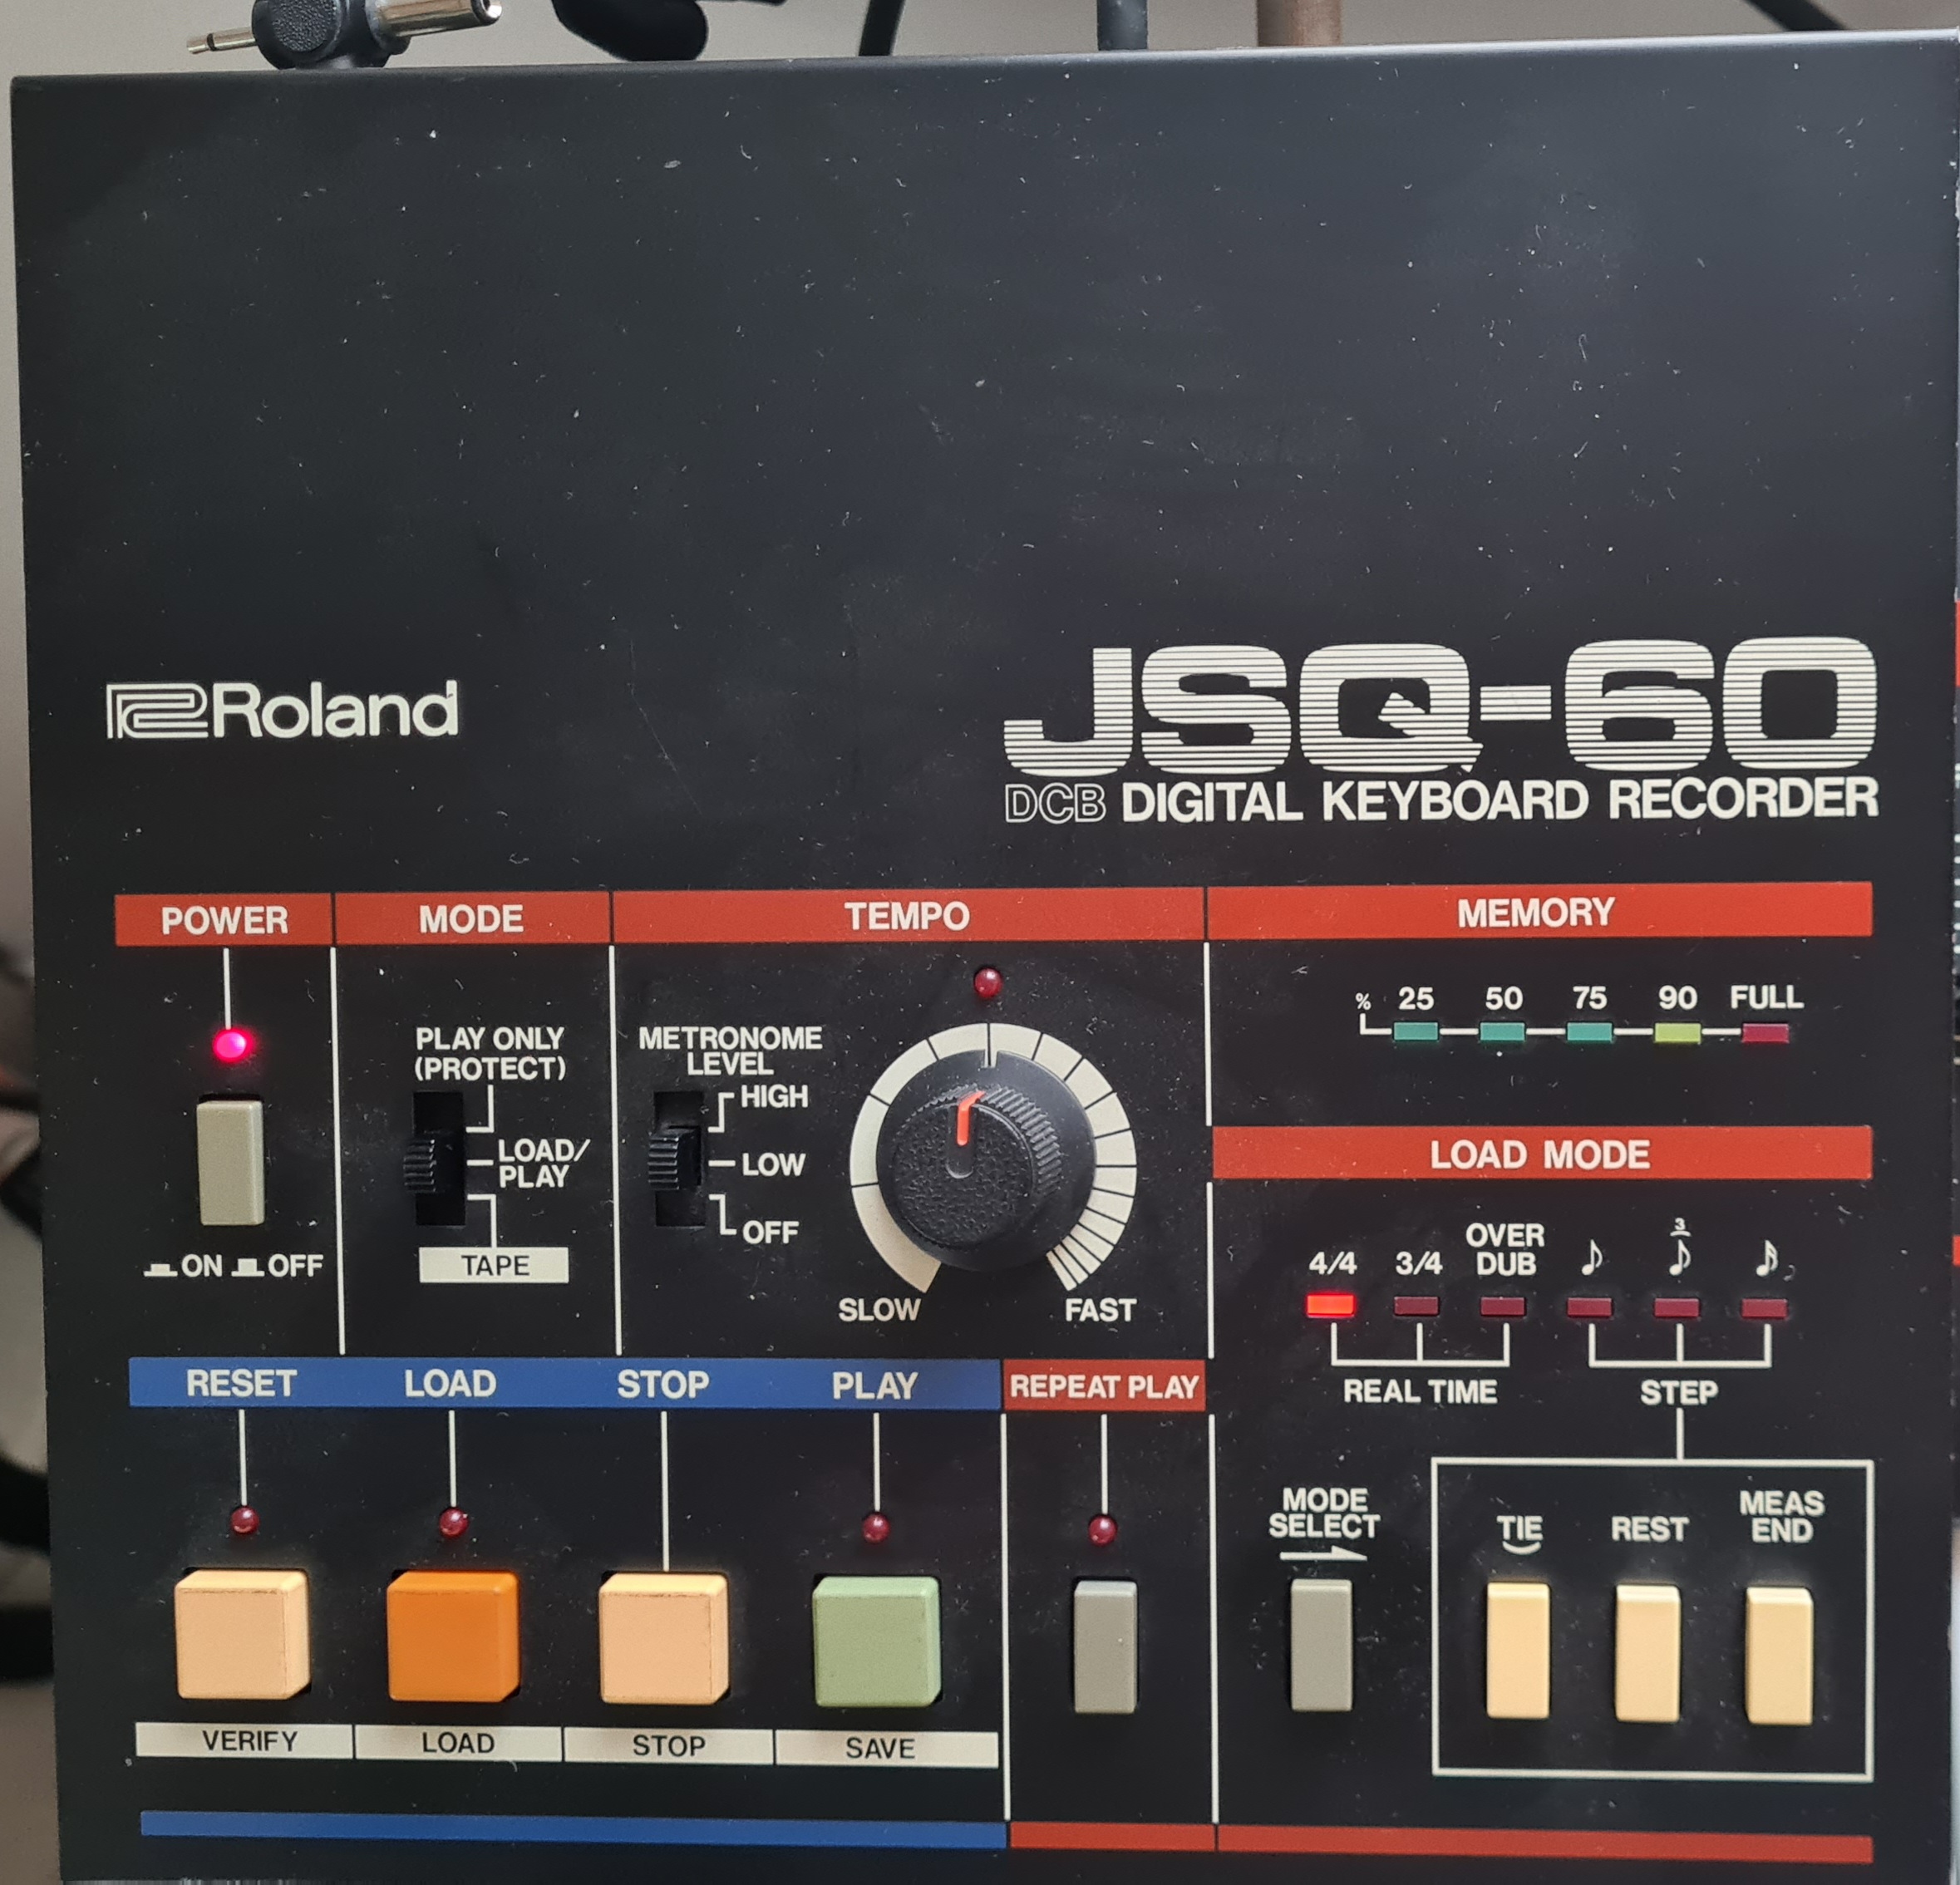 Roland
JSQ-60
DCB DIGITAL KEYBOARD RECORDER
POWER
MODE
TEMPO
MEMORY
% 25 50 75 90 FULL
PLAY ONLY
(PROTECT)
LOAD/
PLAY
TAPE
METRONOME
LEVEL
HIGH
LOW
OFF
SLOW
FAST
ON OFF
LOAD MODE
4/4 3/4 OVER
DUB
3
REAL TIME
STEP
RESET
LOAD
STOP
PLAY
REPEAT PLAY
MODE
SELECT
TIE
REST
MEAS
END
VERIFY
LOAD
STOP
SAVE